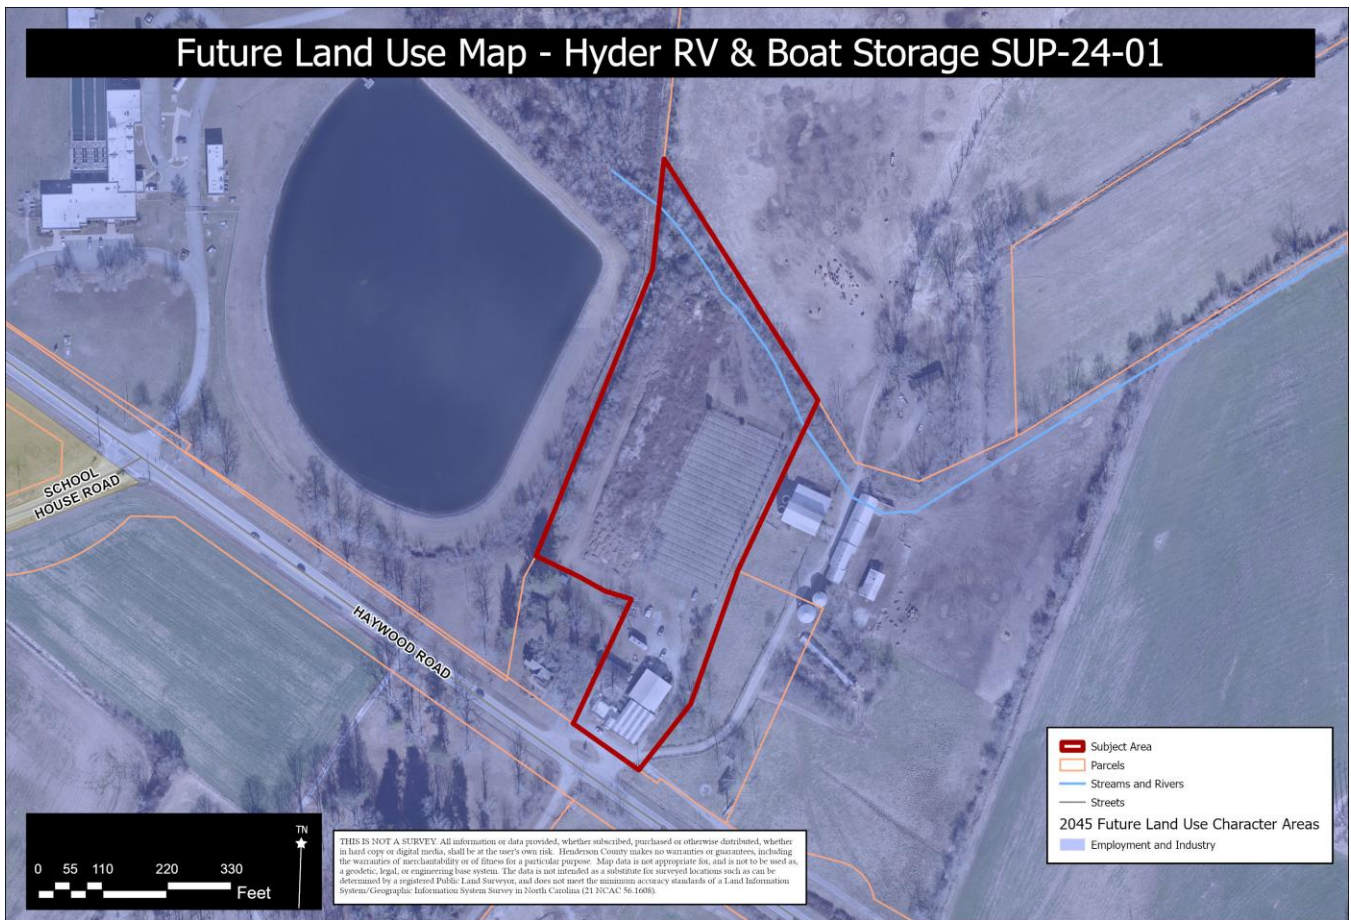 Future Land Use Map - Hyder RV & Boat Storage SUP-24-01
SCHOOL
HOUSE ROAD
HAYWOOD ROAD
Subject Area
Parcels
Streams and Rivers
Streets
2045 Future Land Use Character Areas
Employment and Industry
TN
0 55 110 220 330
Feet
THIS IS NOT A SURVEY. All information or data provided, whether subscribed, purchased or otherwise distributed, whether
in hard copy or digital media, shall be at the user's own risk. Henderson County makes no warranties or guarantees, including
the warranties of merchantability or of fitness for a particular purpose. Map data is not appropriate for, and is not to be used as,
a geodetic, legal, or engineering base system. The data is not intended as a substitute for surveyed locations such as can be
determined by a registered Public Land Surveyor, and does not meet the minimum accuracy standards of a Land Information
System/Geographic Information System Survey in North Carolina (21 NCAC 56.1608).